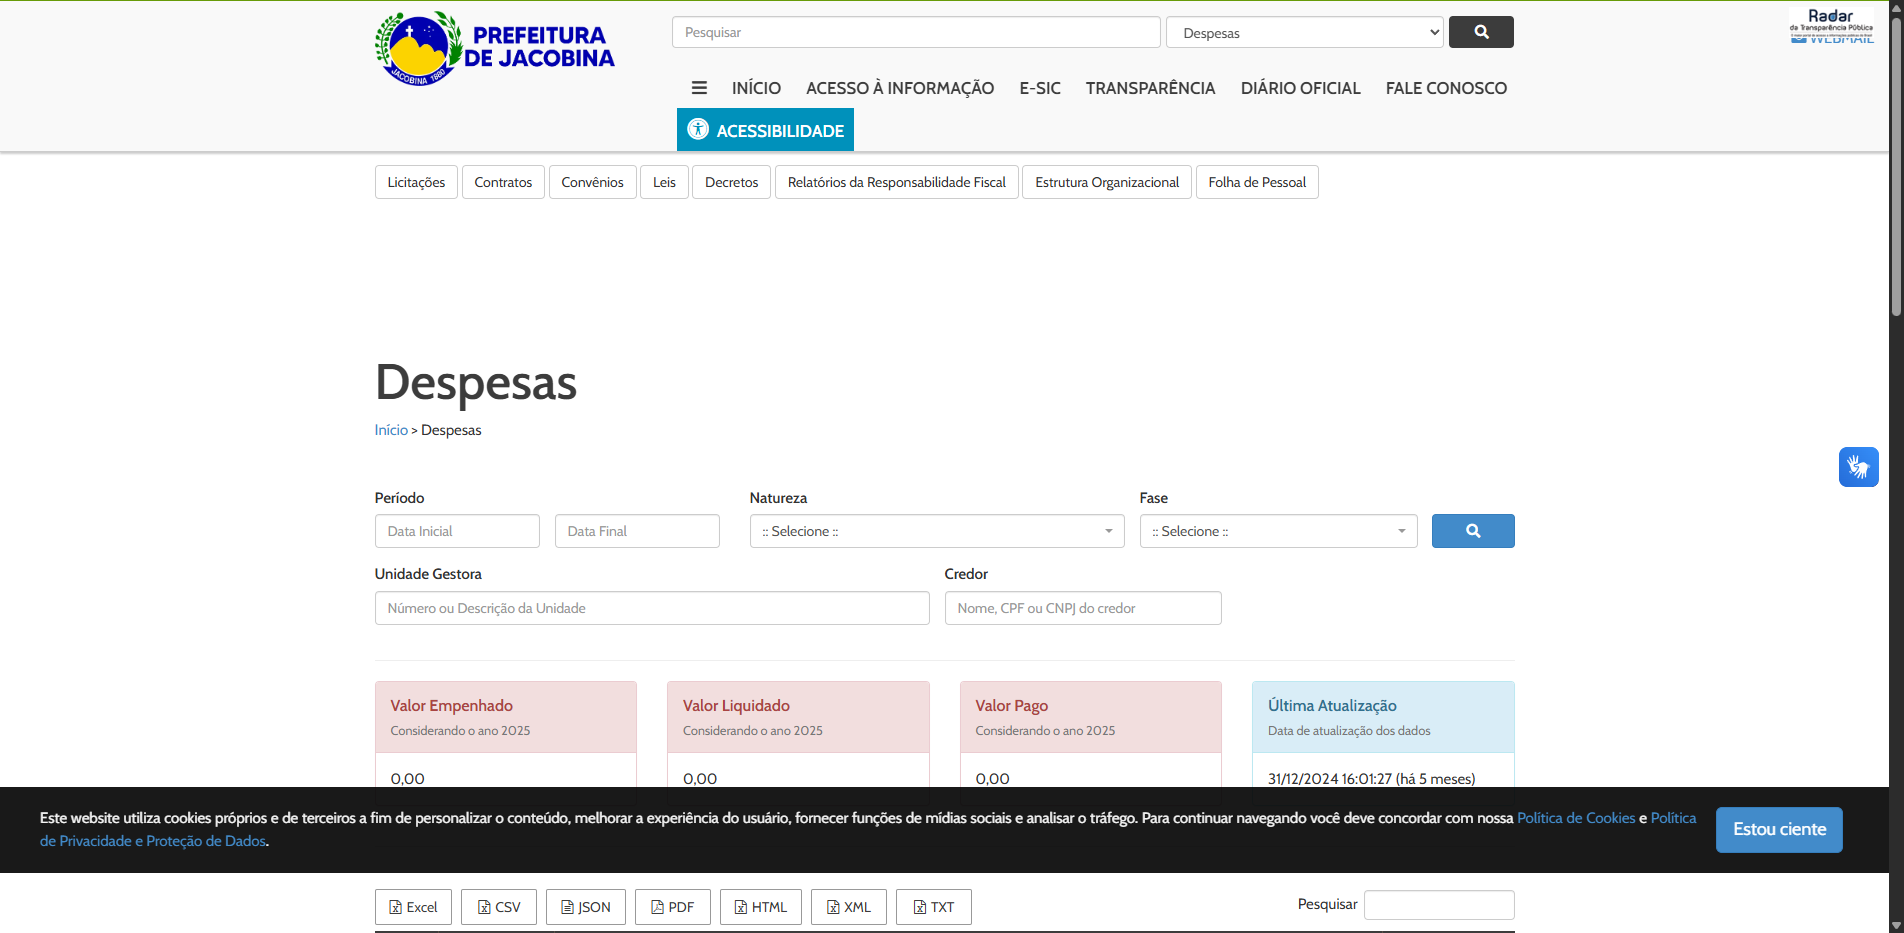 PREFEITURA
DE JACOBINA
JACOBINA 1880
Pesquisar
Despesas
Radar
da Transparência Pública
WEBMAIL
INÍCIO
ACESSO À INFORMAÇÃO
E-SIC
TRANSPARÊNCIA
DIÁRIO OFICIAL
FALE CONOSCO
ACESSIBILIDADE
Licitações
Contratos
Convênios
Leis
Decretos
Relatórios da Responsabilidade Fiscal
Estrutura Organizacional
Folha de Pessoal
Despesas
Início > Despesas
Período
Natureza
Fase
Data Inicial
Data Final
:: Selecione ::
:: Selecione ::
Unidade Gestora
Credor
Número ou Descrição da Unidade
Nome, CPF ou CNPJ do credor
Valor Empenhado
Considerando o ano 2025
0,00
Valor Liquidado
Considerando o ano 2025
0,00
Valor Pago
Considerando o ano 2025
0,00
Última Atualização
Data de atualização dos dados
31/12/2024 16:01:27 (há 5 meses)
Este website utiliza cookies próprios e de terceiros a fim de personalizar o conteúdo, melhorar a experiência do usuário, fornecer funções de mídias sociais e analisar o tráfego. Para continuar navegando você deve concordar com nossa Política de Cookies e Política
de Privacidade e Proteção de Dados.
Estou ciente
Excel
CSV
JSON
PDF
HTML
XML
TXT
Pesquisar